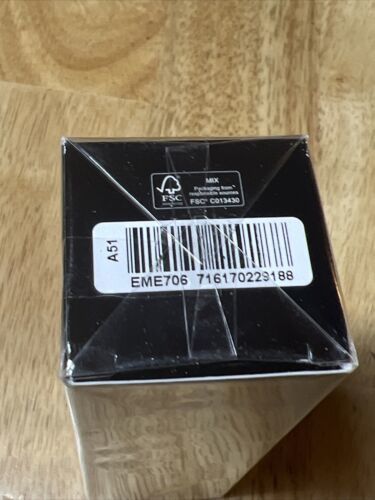 FSC
MIX
Packaging from
responsible sources
FSC® C013430
A51
EME706 716170229188